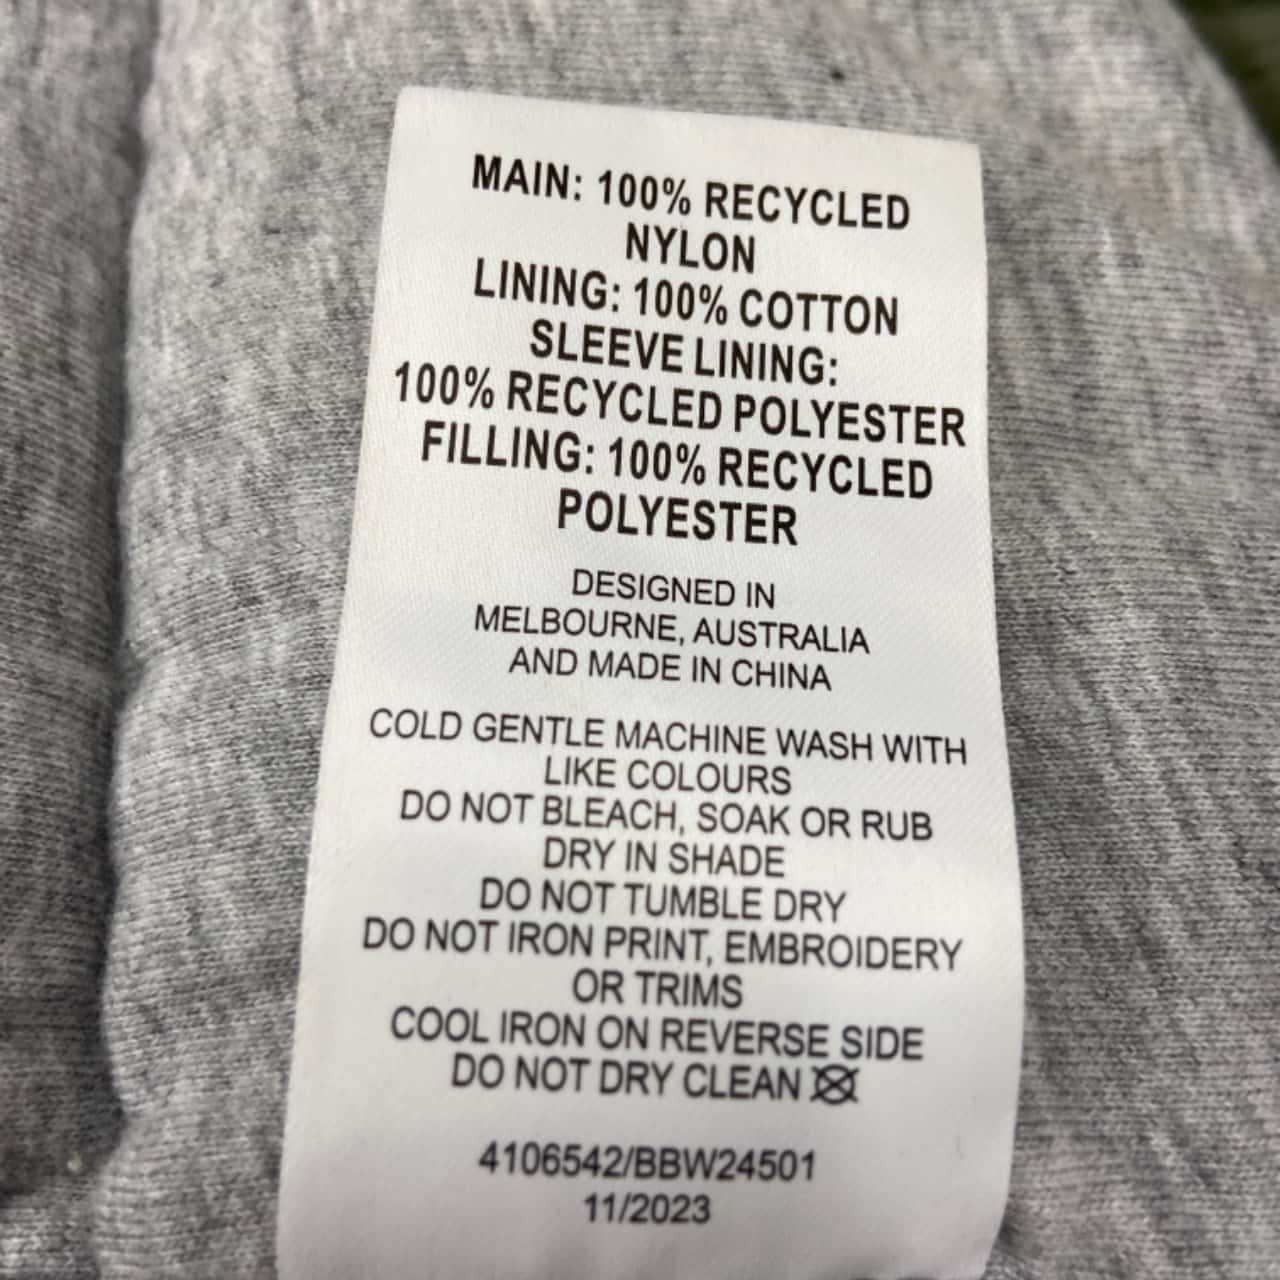 MAIN: 100% RECYCLED
NYLON
LINING: 100% COTTON
SLEEVE LINING:
100% RECYCLED POLYESTER
FILLING: 100% RECYCLED
POLYESTER
DESIGNED IN
MELBOURNE, AUSTRALIA
AND MADE IN CHINA
COLD GENTLE MACHINE WASH WITH
LIKE COLOURS
DO NOT BLEACH, SOAK OR RUB
DRY IN SHADE
DO NOT TUMBLE DRY
DO NOT IRON PRINT, EMBROIDERY
OR TRIMS
COOL IRON ON REVERSE SIDE
DO NOT DRY CLEAN
4106542/BBW24501
11/2023